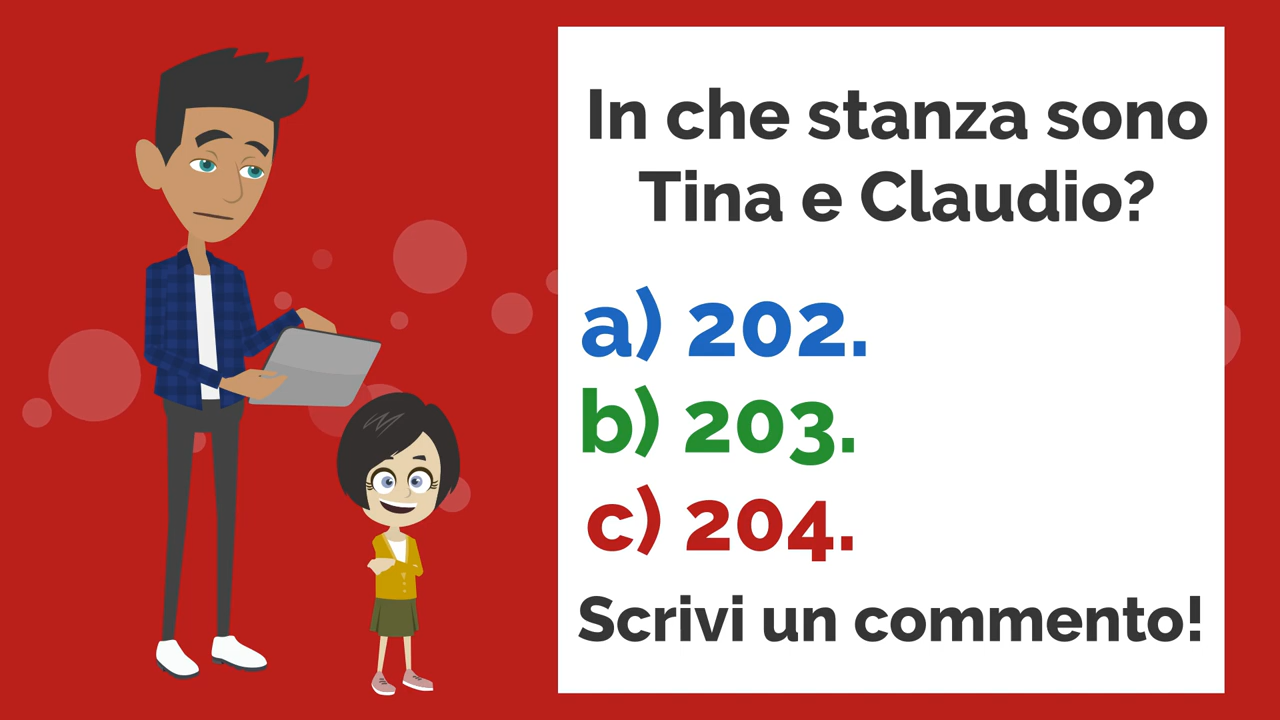 In che stanza sono
Tina e Claudio?
a) 202.
b) 203.
c) 204.
Scrivi un commento!